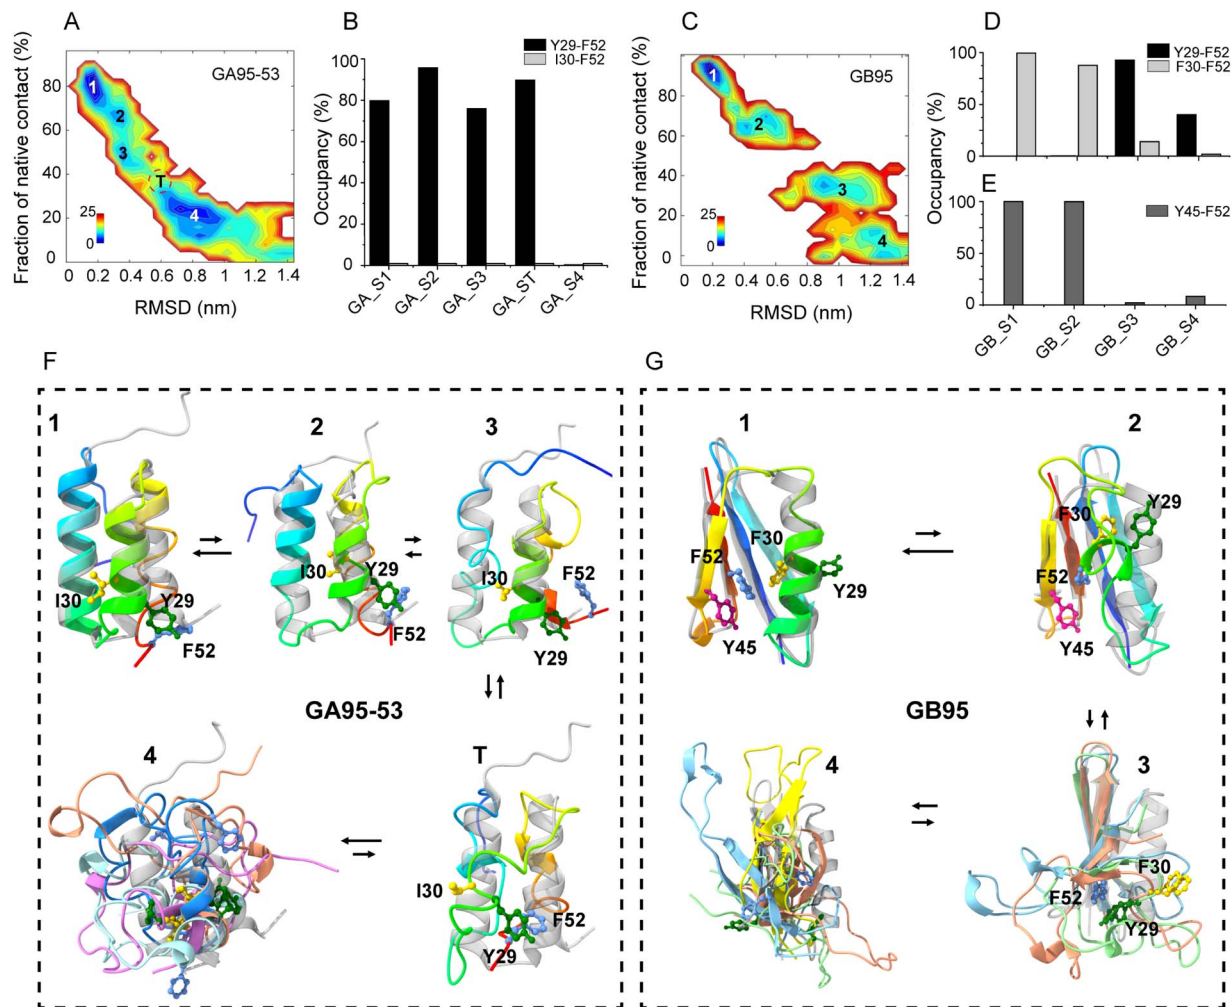 A
Fraction of native contact (%)
80
60
40
20
0
GA95-53
1
2
3
T
4
25
0
0 0.2 0.4 0.6 0.8 1 1.2 1.4
RMSD (nm)
B
Occupancy (%)
100
80
60
40
20
0
Y29-F52
I30-F52
GA_S1
GA_S2
GA_S3
GA_ST
GA_S4
C
Fraction of native contact (%)
100
80
60
40
20
0
GB95
1
2
3
4
25
0
0 0.2 0.4 0.6 0.8 1 1.2 1.4
RMSD (nm)
D
Occupancy (%)
100
50
0
Y29-F52
F30-F52
E
100
50
0
Y45-F52
GB_S1
GB_S2
GB_S3
GB_S4
F
1
I30
Y29
F52
2
I30
Y29
F52
3
I30
F52
Y29
GA95-53
4
T
I30
F52
Y29
G
1
F52
F30
Y29
Y45
2
F30
Y29
F52
Y45
GB95
4
3
F30
F52
Y29